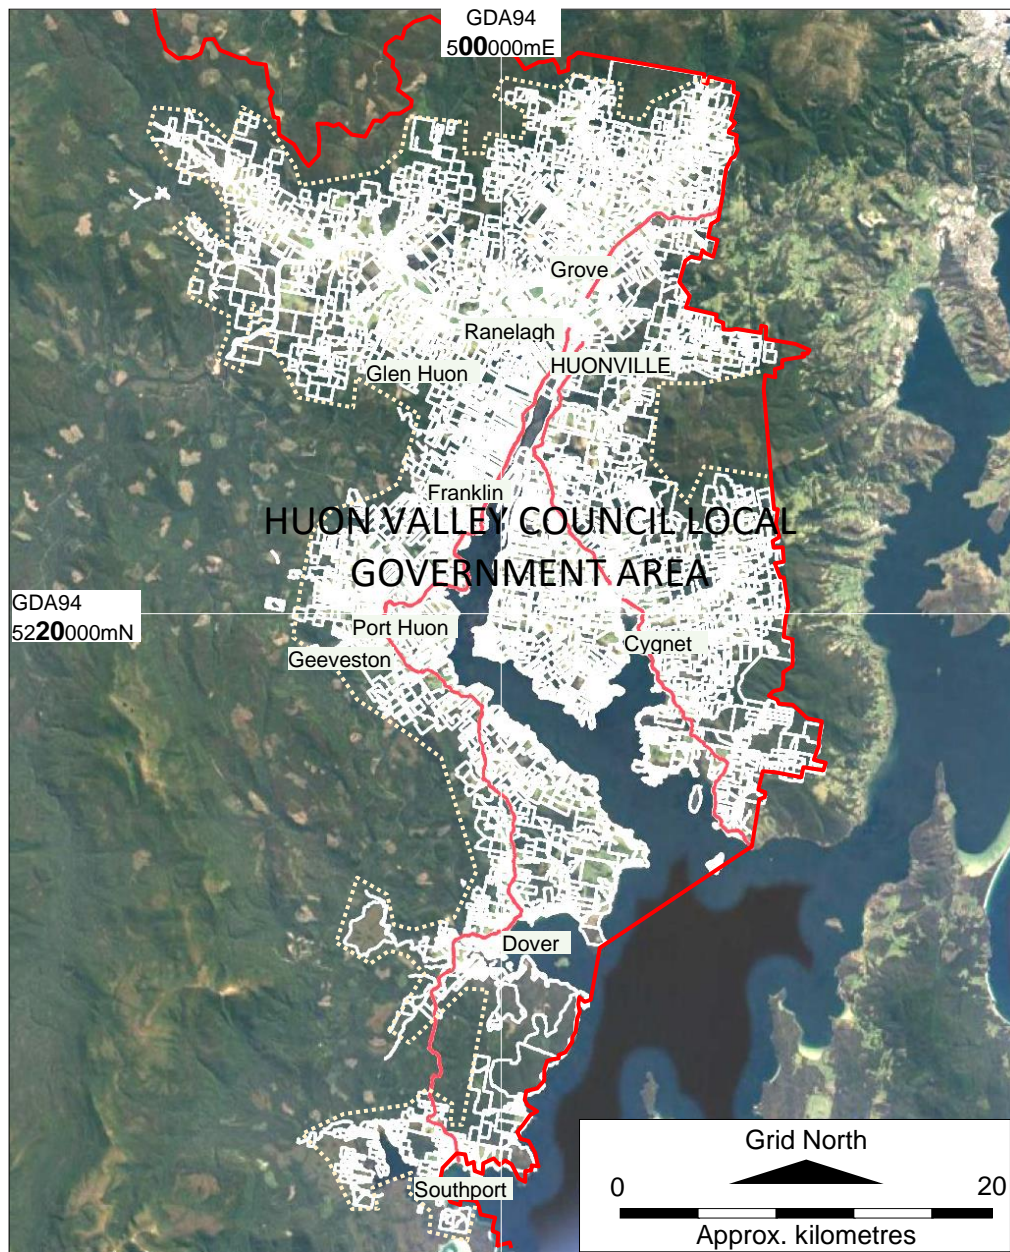 GDA94
500000mE
Grove
Ranelagh
HUONVILLE
Glen Huon
Franklin
HUON VALLEY COUNCIL LOCAL
GOVERNMENT AREA
GDA94
5220000mN
Port Huon
Cygnet
Geeveston
Dover
Southport
Grid North
0 20
Approx. kilometres